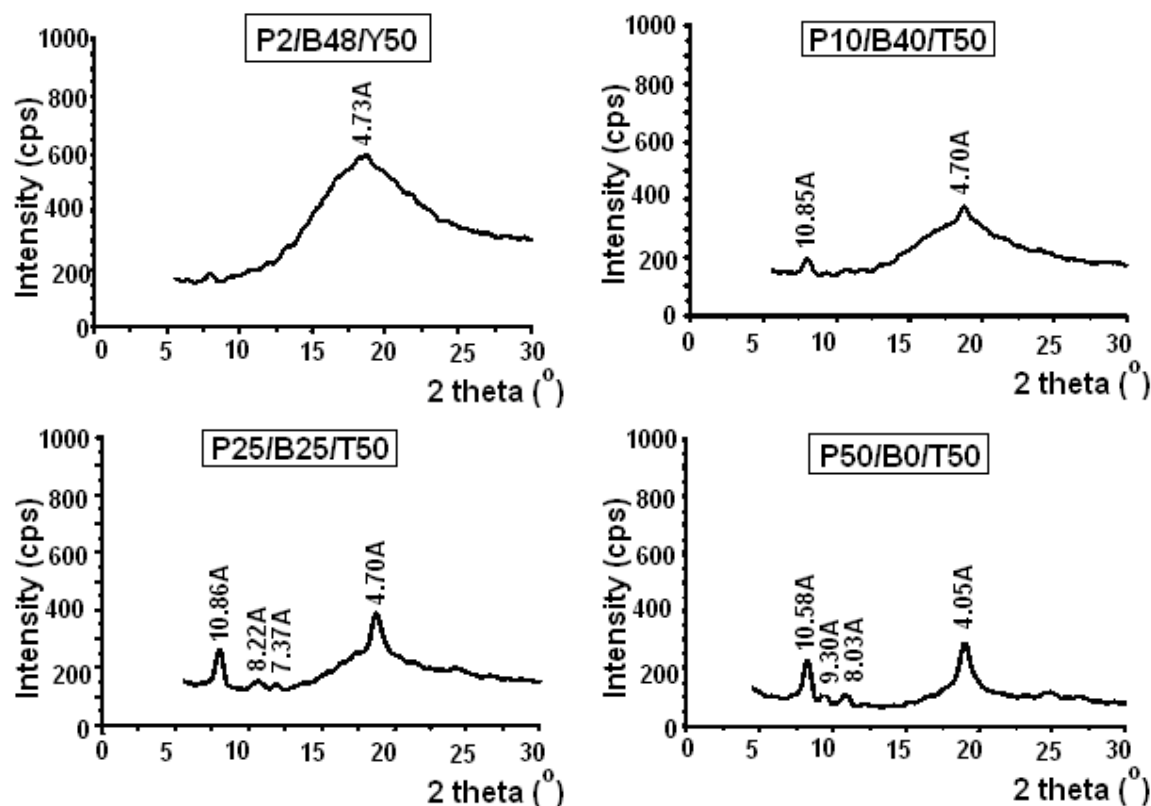 P2/B48/Y50
1000
800
600
400
200
0
Intensity (cps)
4.73A
0 5 10 15 20 25 30
2 theta (°)
P10/B40/T50
1000
800
600
400
200
0
Intensity (cps)
10.85A
4.70A
0 5 10 15 20 25 30
2 theta (°)
P25/B25/T50
1000
800
600
400
200
0
Intensity (cps)
10.86A
8.22A
7.37A
4.70A
0 5 10 15 20 25 30
2 theta (°)
P50/B0/T50
1000
800
600
400
200
0
Intensity (cps)
10.58A
9.30A
8.03A
4.05A
0 5 10 15 20 25 30
2 theta (°)